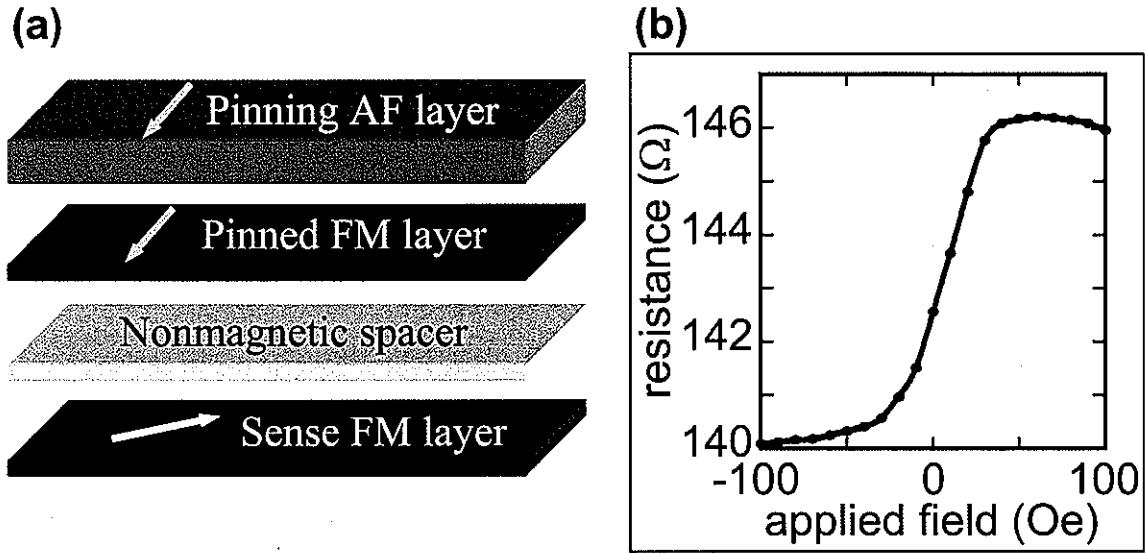 (a)
Pinning AF layer
Pinned FM layer
Nonmagnetic spacer
Sense FM layer
(b)
resistance (Ω)
146
144
142
140
-100
0
100
applied field (Oe)